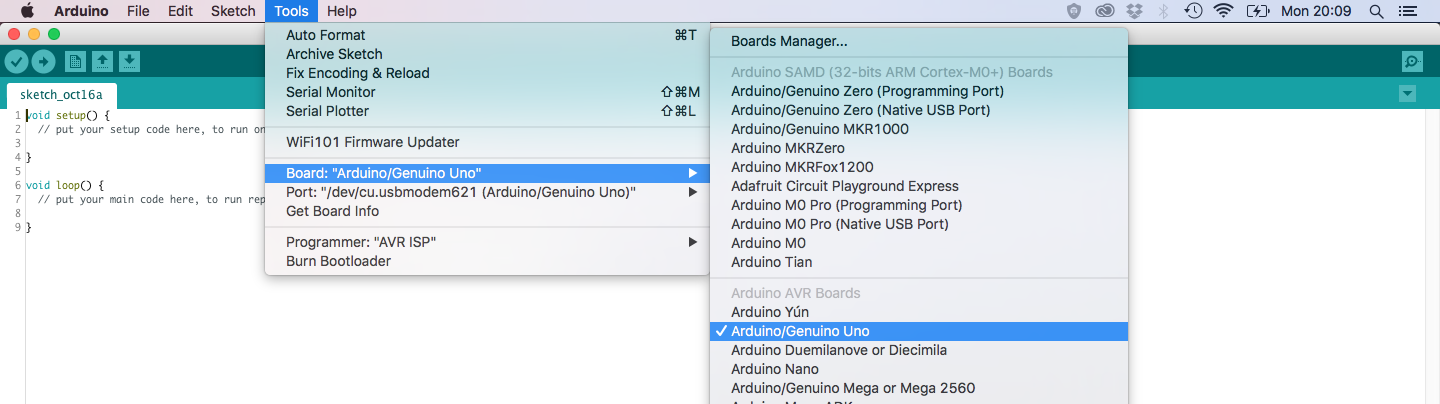 Arduino File Edit Sketch Tools Help Mon 20:09
Auto Format ⌘T
Archive Sketch
Fix Encoding & Reload
Serial Monitor ⇧⌘M
Serial Plotter ⇧⌘L
WiFi101 Firmware Updater
Board: "Arduino/Genuino Uno"
Port: "/dev/cu.usbmodem621 (Arduino/Genuino Uno)"
Get Board Info
Programmer: "AVR ISP"
Burn Bootloader
Boards Manager...
Arduino SAMD (32-bits ARM Cortex-M0+) Boards
Arduino/Genuino Zero (Programming Port)
Arduino/Genuino Zero (Native USB Port)
Arduino/Genuino MKR1000
Arduino MKRZero
Arduino MKRFox1200
Adafruit Circuit Playground Express
Arduino M0 Pro (Programming Port)
Arduino M0 Pro (Native USB Port)
Arduino M0
Arduino Tian
Arduino AVR Boards
Arduino Yún
✓ Arduino/Genuino Uno
Arduino Duemilanove or Diecimila
Arduino Nano
Arduino/Genuino Mega or Mega 2560
sketch_oct16a
1 void setup() {
2 // put your setup code here, to run on
3
4 }
5
6 void loop() {
7 // put your main code here, to run rep
8
9 }